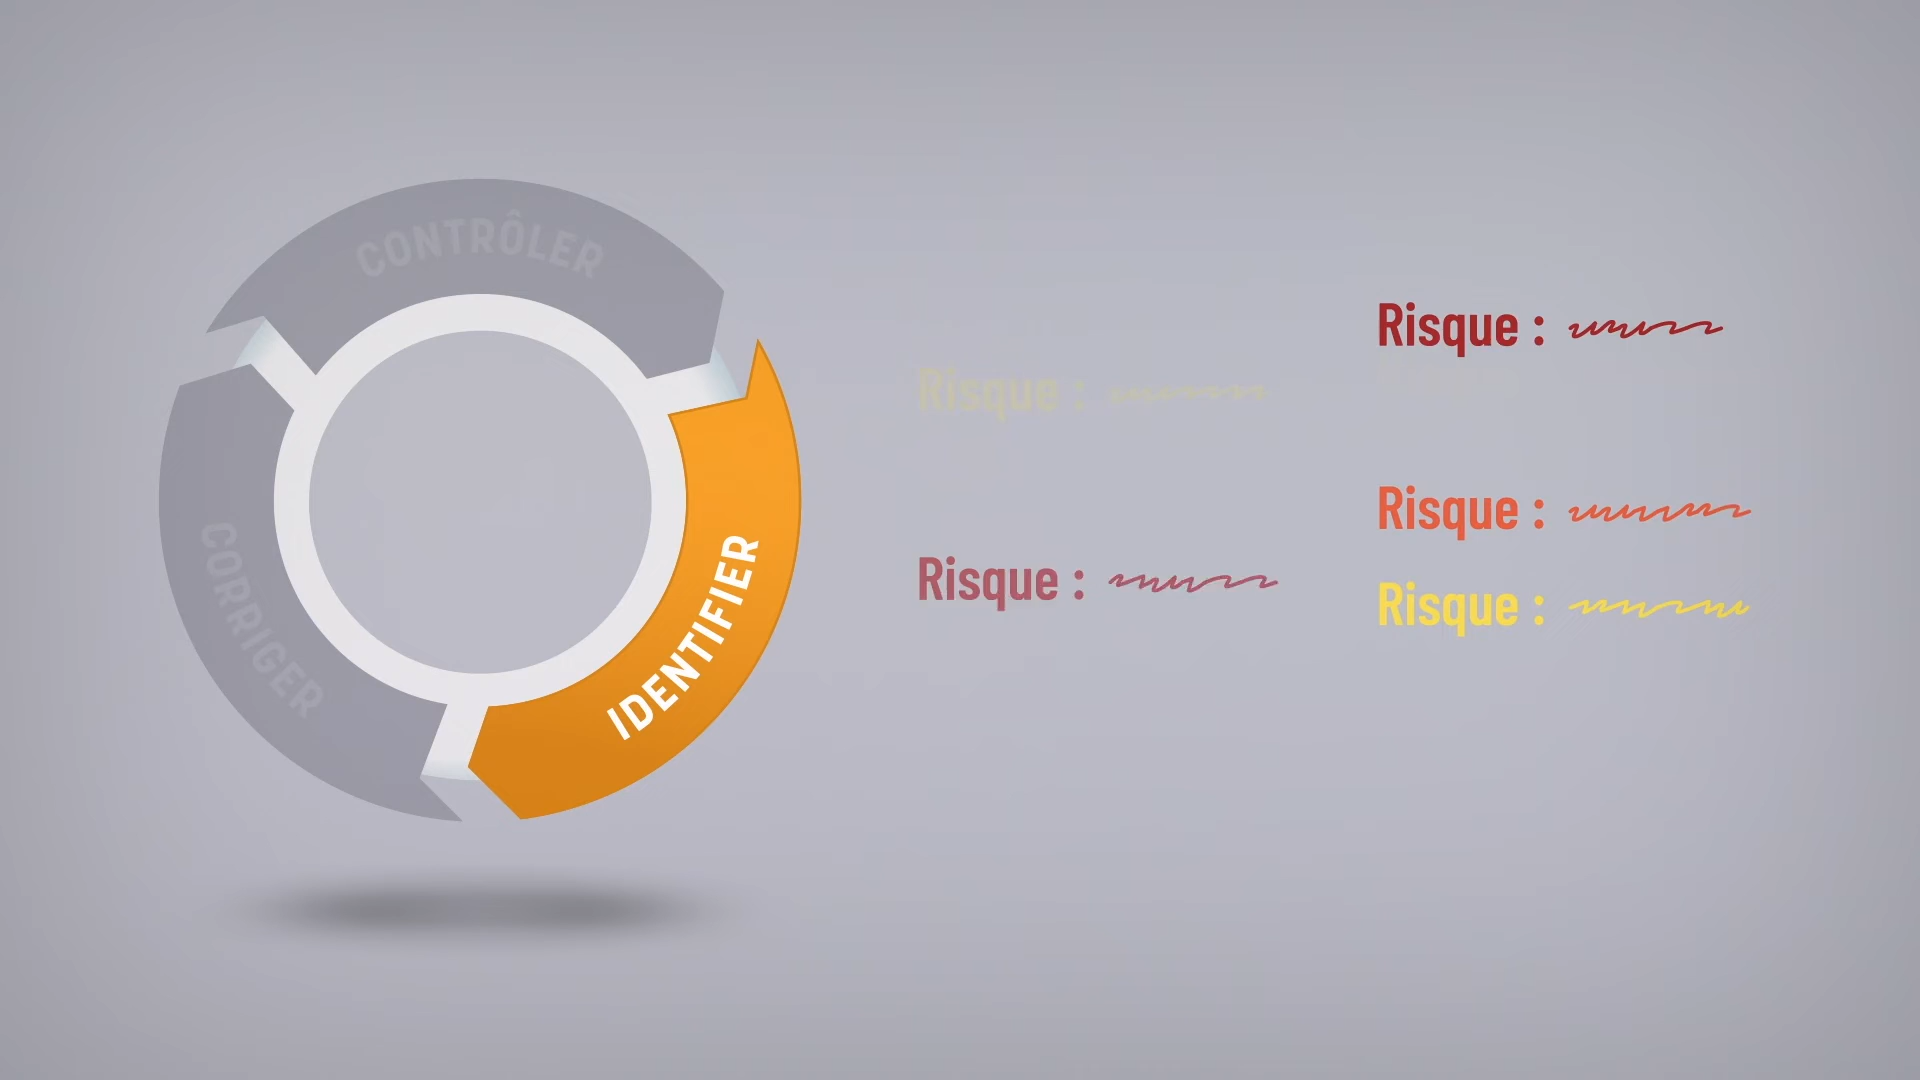 CONTRÔLER
CORRIGER
IDENTIFIER
Risque :
Risque :
Risque :
Risque :
Risque :